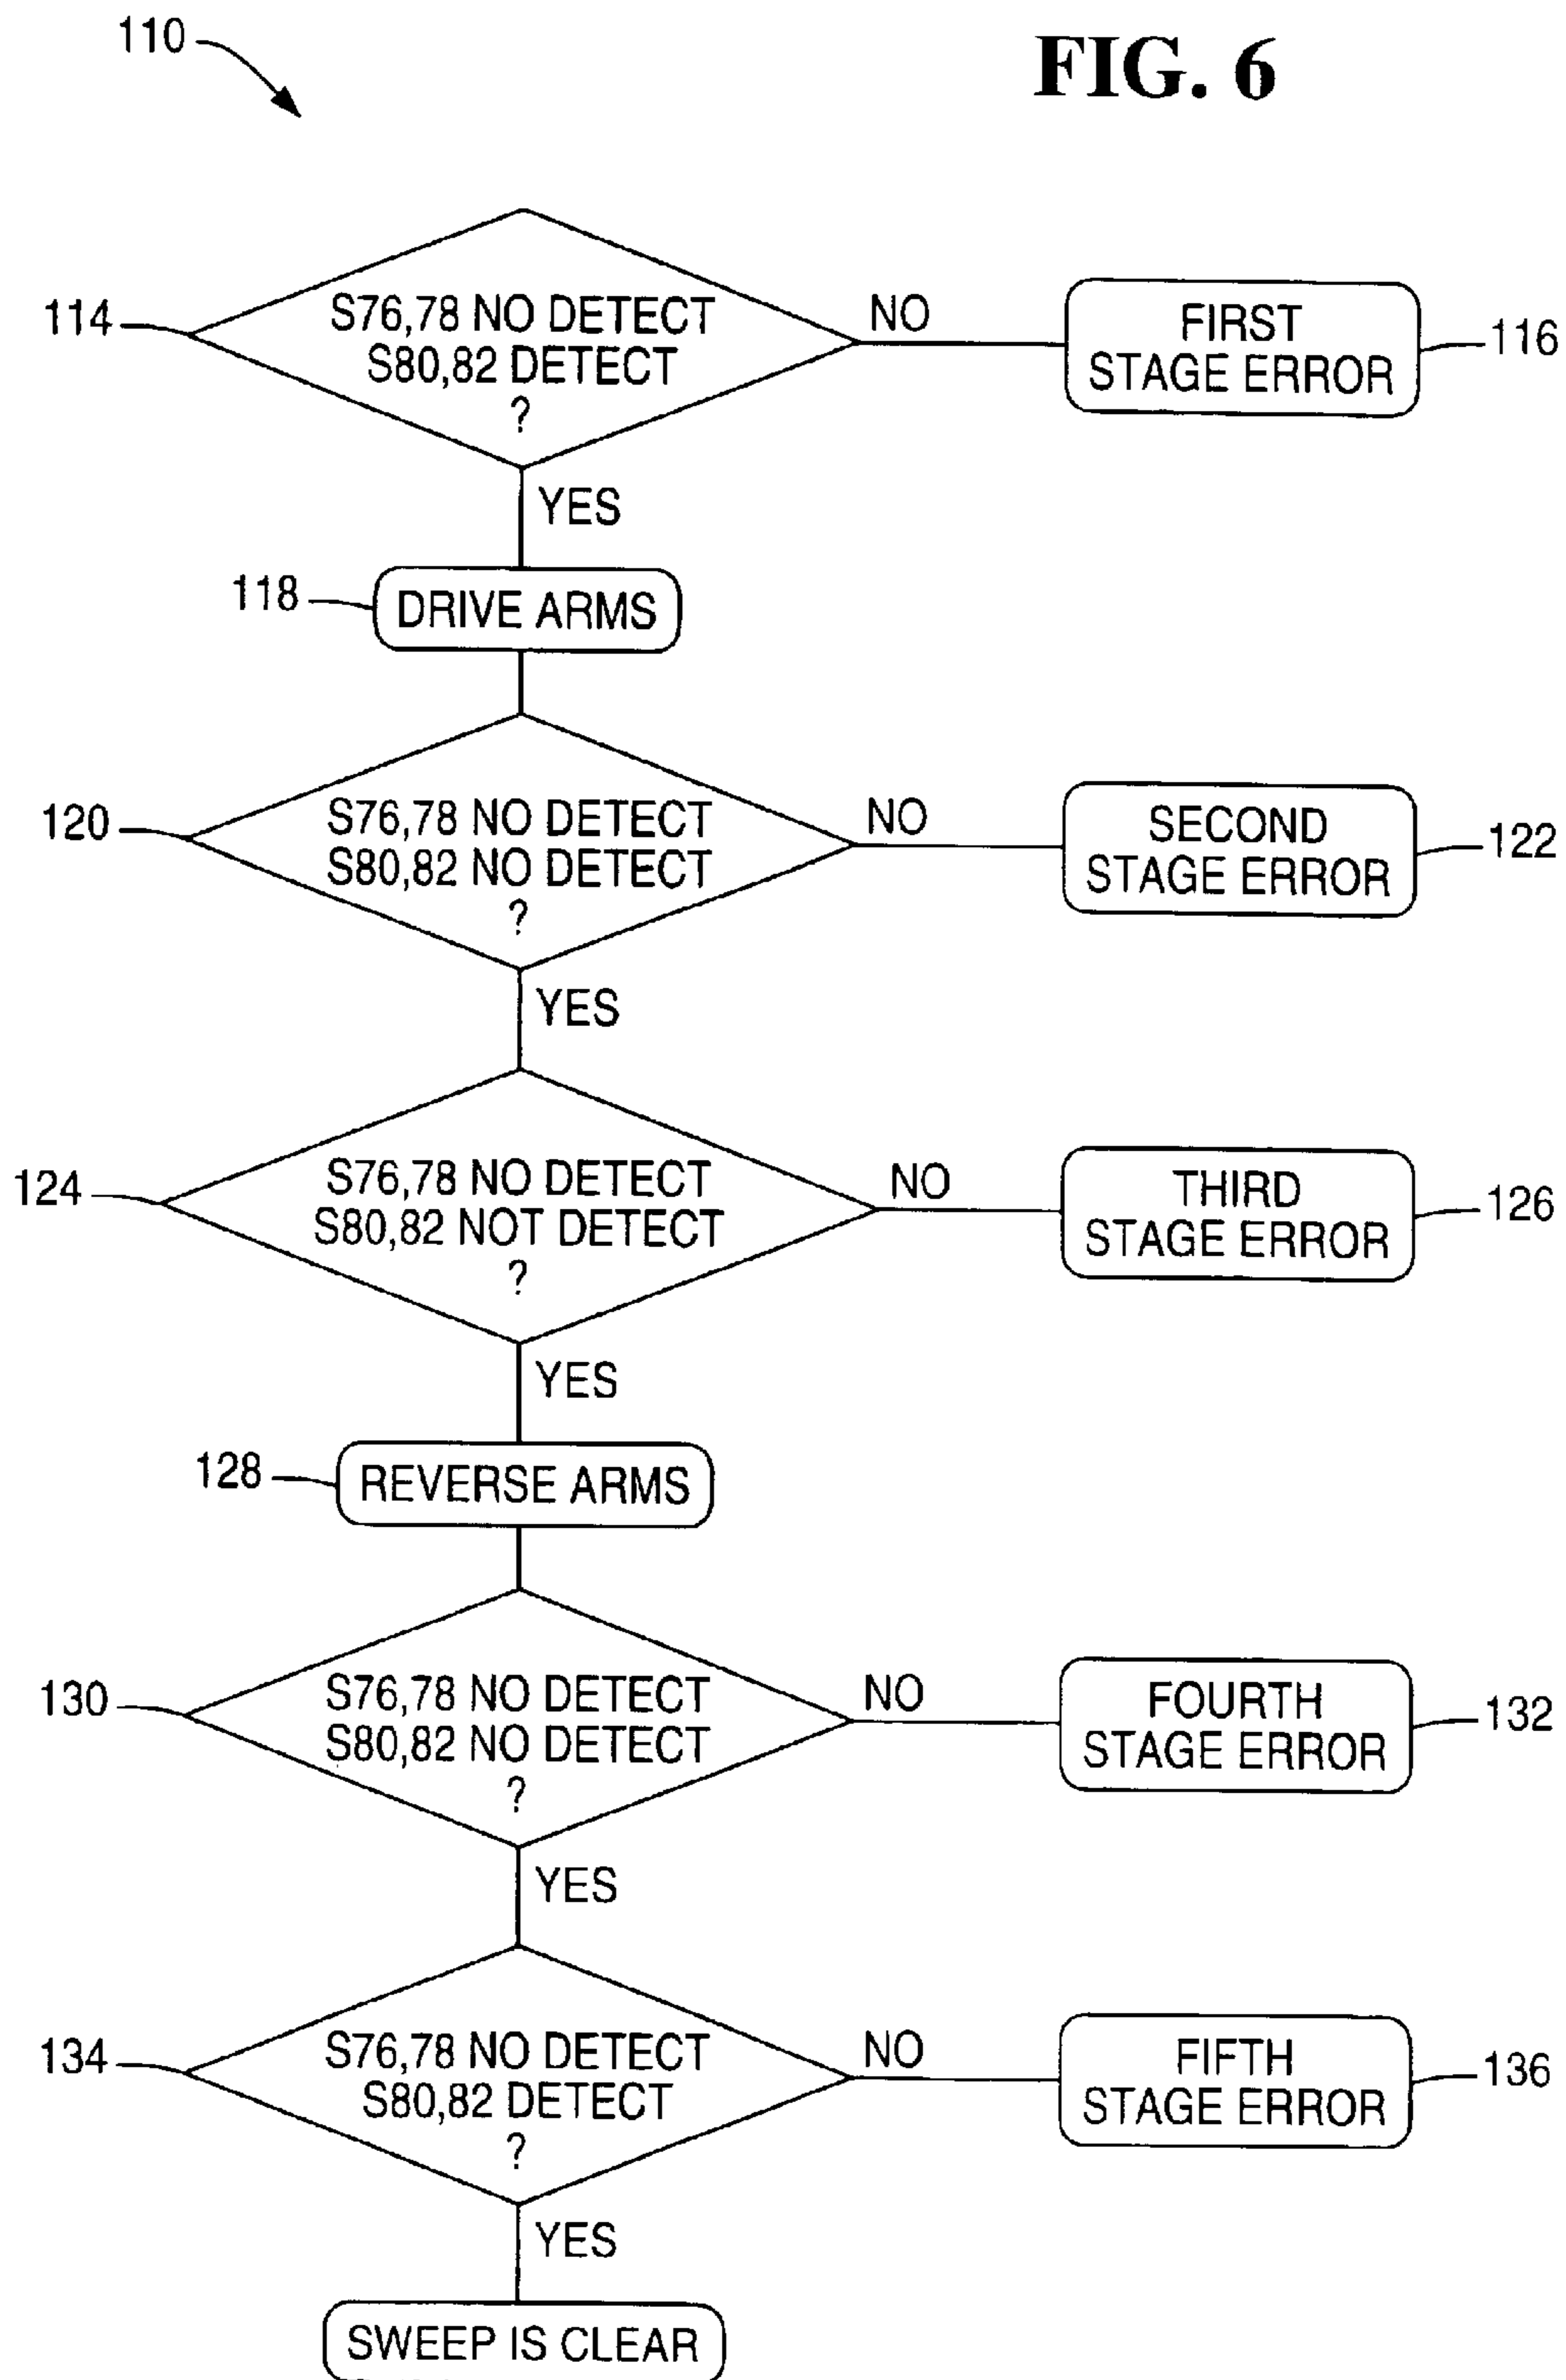 110
FIG. 6
114
S76,78 NO DETECT
S80,82 DETECT
?
NO
FIRST
STAGE ERROR
116
YES
118
DRIVE ARMS
120
S76,78 NO DETECT
S80,82 NO DETECT
?
NO
SECOND
STAGE ERROR
122
YES
124
S76,78 NO DETECT
S80,82 NOT DETECT
?
NO
THIRD
STAGE ERROR
126
YES
128
REVERSE ARMS
130
S76,78 NO DETECT
S80,82 NO DETECT
?
NO
FOURTH
STAGE ERROR
132
YES
134
S76,78 NO DETECT
S80,82 DETECT
?
NO
FIFTH
STAGE ERROR
136
YES
SWEEP IS CLEAR